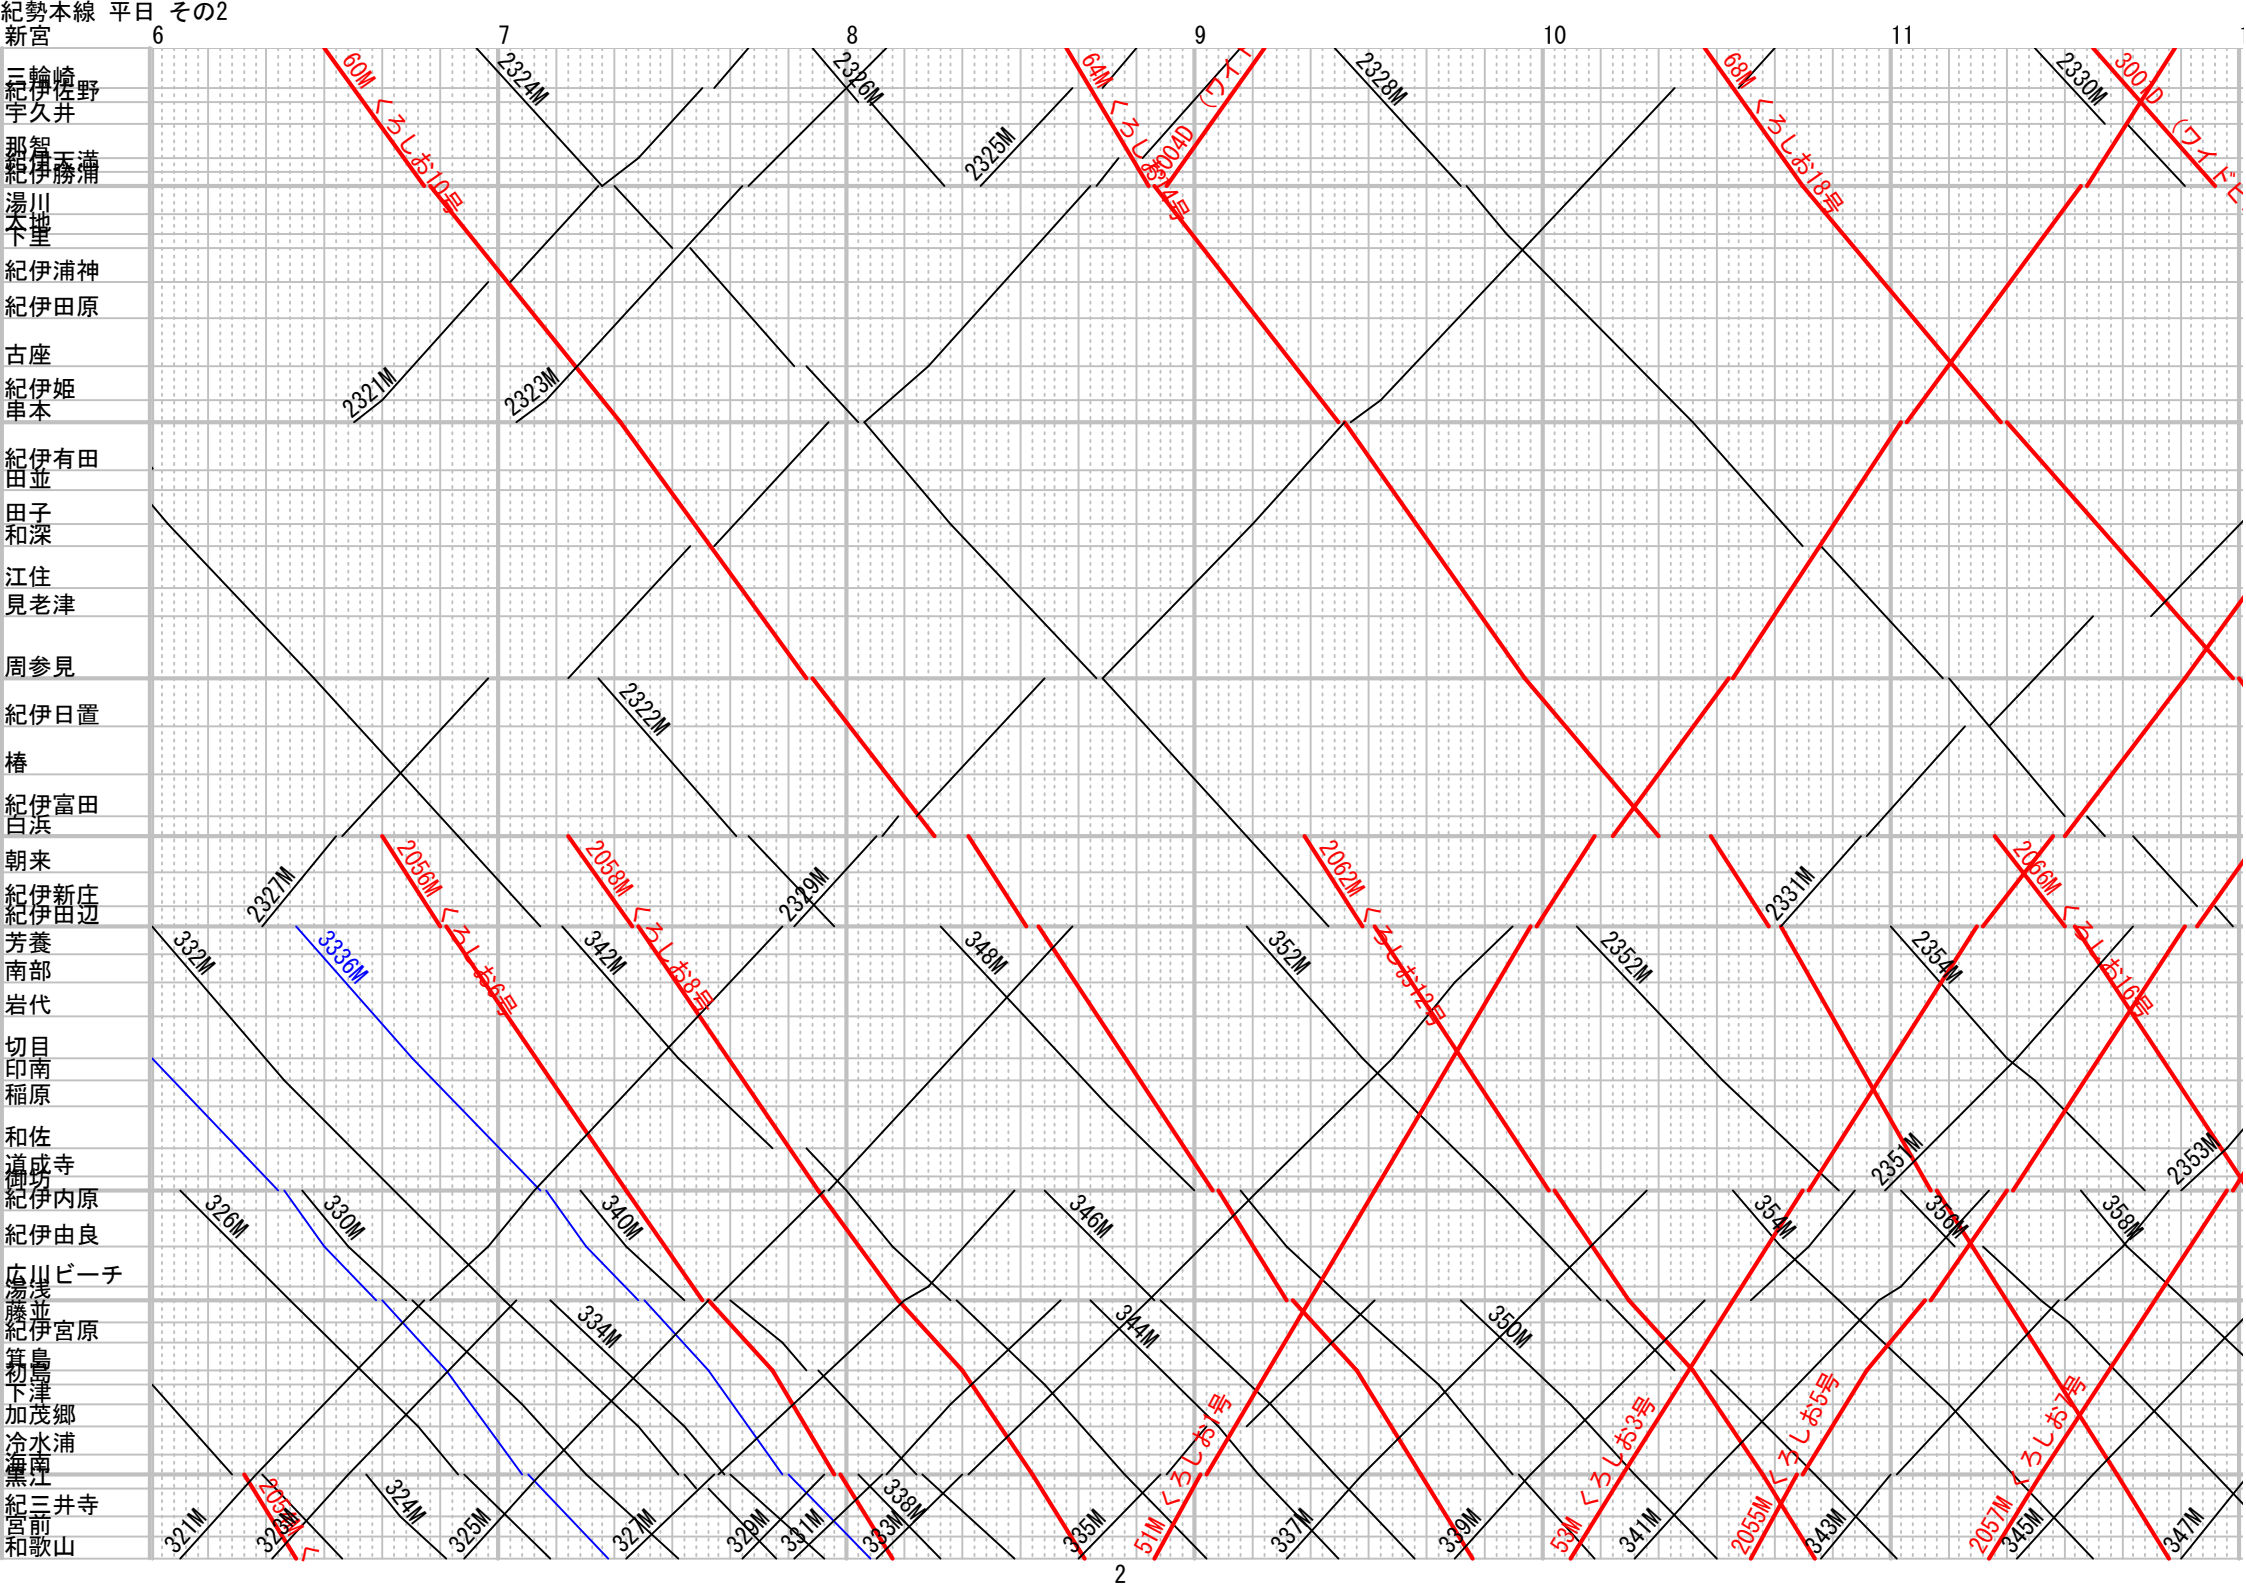 紀勢本線 平日 その2
6 7 8 9 10 11 1
新宮
三輪崎
紀伊佐野
宇久井
那智
紀伊天満
紀伊勝浦
湯川
太地
下里
紀伊浦神
紀伊田原
古座
紀伊姫
串本
紀伊有田
田並
田子
和深
江住
見老津
周参見
紀伊日置
椿
紀伊富田
白浜
朝来
紀伊新庄
紀伊田辺
芳養
南部
岩代
切目
印南
稲原
和佐
道成寺
御坊
紀伊内原
紀伊由良
広川ビーチ
湯浅
藤並
紀伊宮原
箕島
初島
下津
加茂郷
冷水浦
海南
黒江
紀三井寺
宮前
和歌山
60M くろしお10号
2324M
2326M
2325M
64M くろしお14号
3004D (ワイ
2328M
68M くろしお18号
2330M
3001D (ワイドビ
2321M
2323M
2322M
2327M
2056M くろしお6号
2058M くろしお8号
2329M
2062M くろしお12号
2331M
2066M くろしお16号
332M
3336M
342M
348M
352M
2352M
2354M
2351M
2353M
326M
330M
340M
346M
354M
356M
358M
334M
344M
350M
321M
324M
325M
327M
329M
331M
333M
338M
335M
51M くろしお1号
337M
339M
53M くろしお3号
341M
2055M くろしお5号
343M
2057M くろしお7号
345M
347M
2